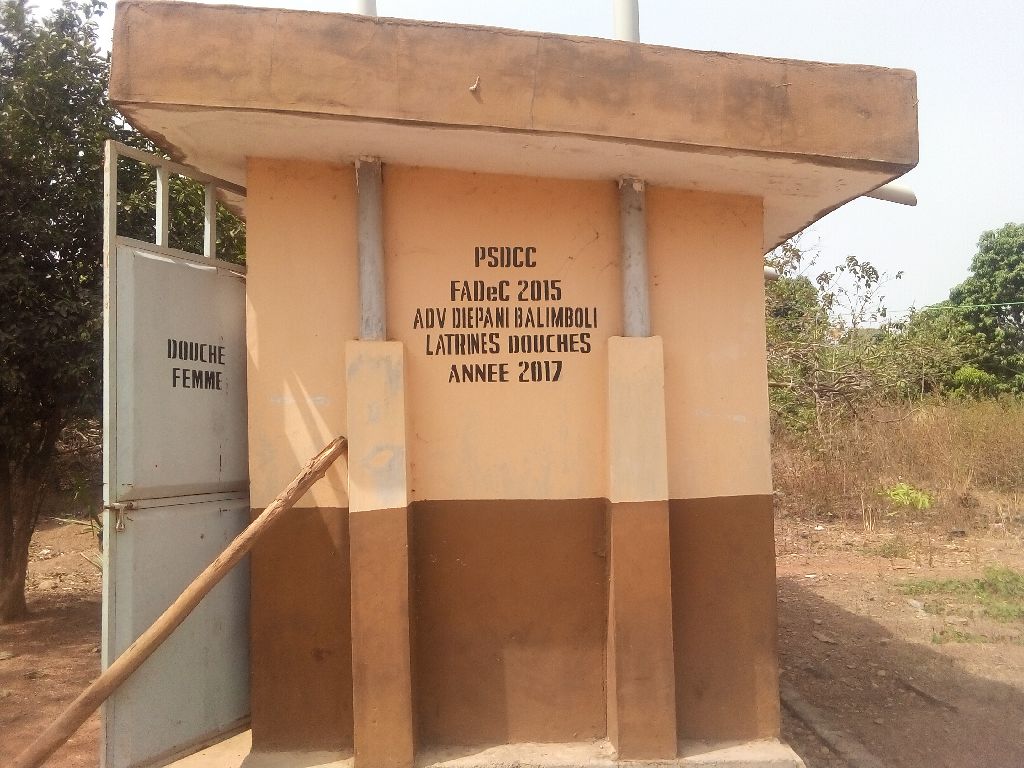 PSDCC
FADeC 2015
ADV DIEPANI BALIMBOLI
LATRINES DOUCHES
ANNEE 2017
DOUCHE
FEMME